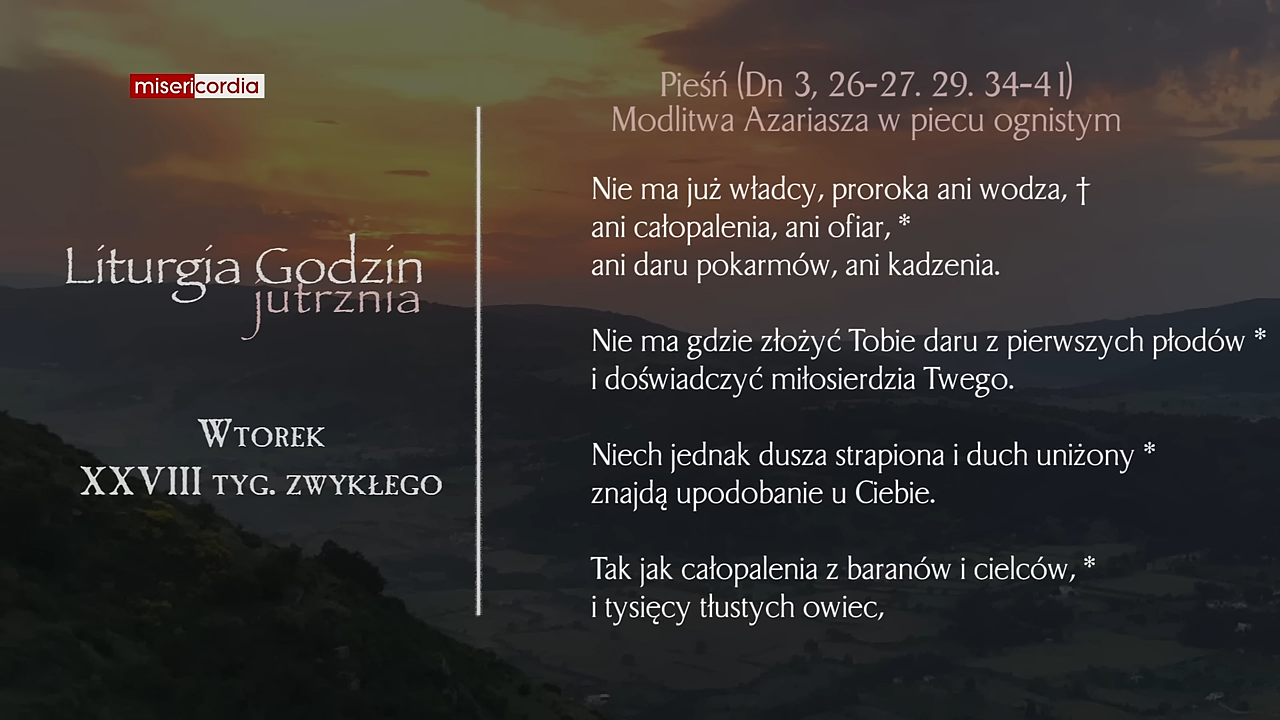 misericordia
Liturgia Godzin
jutrznia
Wtorek
XXVIII tyg. zwykłego
Pieśń (Dn 3, 26-27. 29. 34-41)
Modlitwa Azariasza w piecu ognistym
Nie ma już władcy, proroka ani wodza, †
ani całopalenia, ani ofiar, *
ani daru pokarmów, ani kadzenia.
Nie ma gdzie złożyć Tobie daru z pierwszych płodów *
i doświadczyć miłosierdzia Twego.
Niech jednak dusza strapiona i duch uniżony *
znajdą upodobanie u Ciebie.
Tak jak całopalenia z baranów i cielców, *
i tysięcy tłustych owiec,